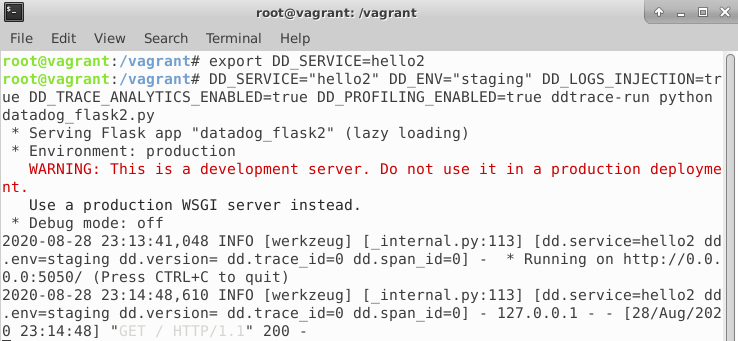 root@vagrant: /vagrant
File Edit View Search Terminal Help
root@vagrant:/vagrant# export DD_SERVICE=hello2
root@vagrant:/vagrant# DD_SERVICE="hello2" DD_ENV="staging" DD_LOGS_INJECTION=tr
ue DD_TRACE_ANALYTICS_ENABLED=true DD_PROFILING_ENABLED=true ddtrace-run python
datadog_flask2.py
 * Serving Flask app "datadog_flask2" (lazy loading)
 * Environment: production
   WARNING: This is a development server. Do not use it in a production deployme
nt.
   Use a production WSGI server instead.
 * Debug mode: off
2020-08-28 23:13:41,048 INFO [werkzeug] [_internal.py:113] [dd.service=hello2 dd
.env=staging dd.version= dd.trace_id=0 dd.span_id=0] -  * Running on http://0.0.
0.0:5050/ (Press CTRL+C to quit)
2020-08-28 23:14:48,610 INFO [werkzeug] [_internal.py:113] [dd.service=hello2 dd
.env=staging dd.version= dd.trace_id=0 dd.span_id=0] - 127.0.0.1 - - [28/Aug/202
0 23:14:48] "GET / HTTP/1.1" 200 -